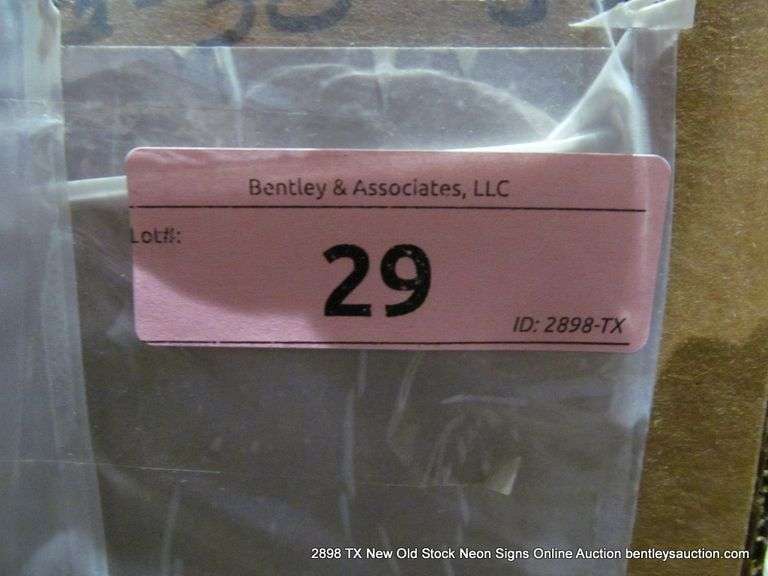 Bentley & Associates, LLC
Lot#:
29
ID: 2898-TX
2898 TX New Old Stock Neon Signs Online Auction bentleysauction.com